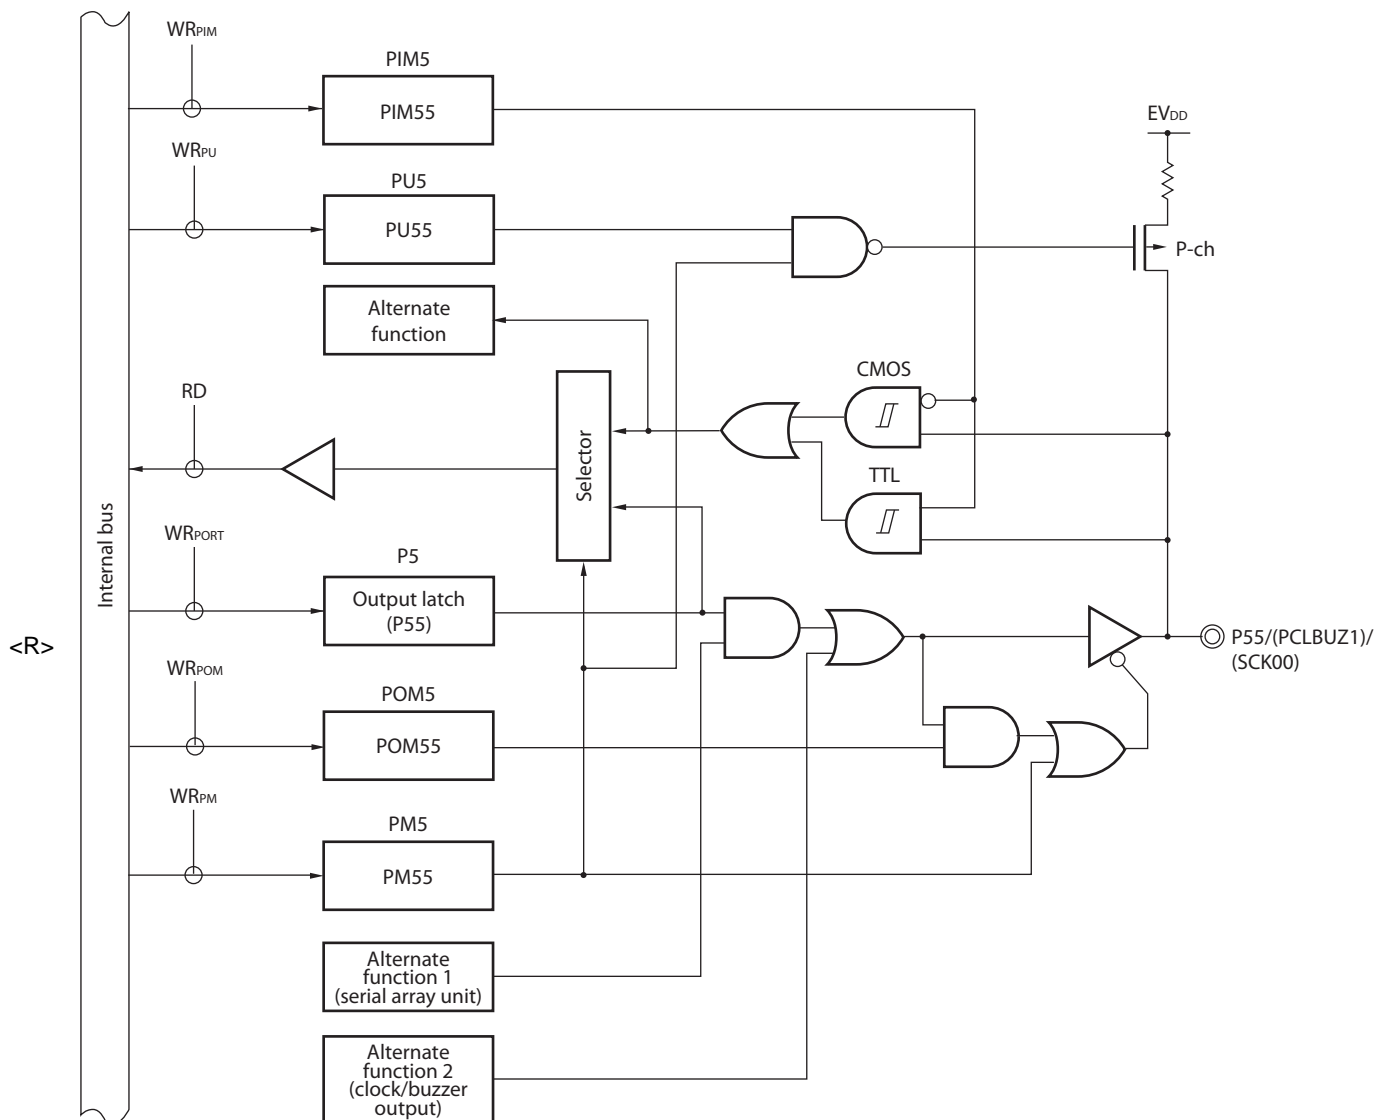 WRPIM
PIM5
PIM55
EVDD
WRPU
PU5
PU55
P-ch
Alternate
function
CMOS
RD
Selector
TTL
Internal bus
WRPORT
P5
Output latch
(P55)
<R>
P55/(PCLBUZ1)/
(SCK00)
WRPOM
POM5
POM55
WRPM
PM5
PM55
Alternate
function 1
(serial array unit)
Alternate
function 2
(clock/buzzer
output)